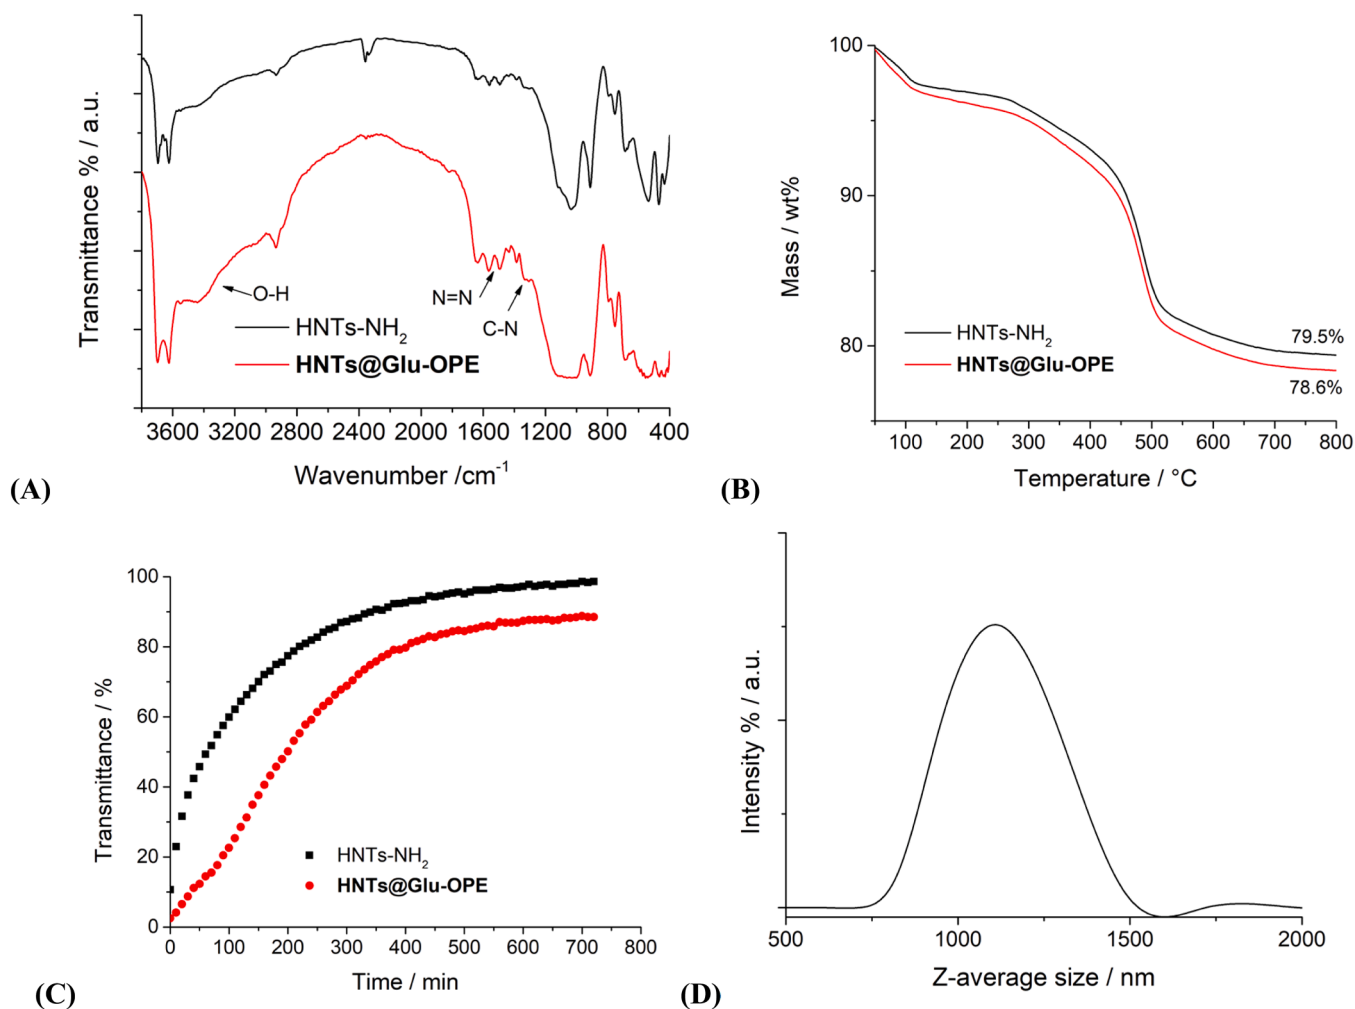 Transmittance % / a.u.
O-H
N=N
C-N
HNTs-NH2
HNTs@Glu-OPE
3600 3200 2800 2400 2000 1600 1200 800 400
Wavenumber /cm-1
(A)
100
90
80
Mass / wt%
HNTs-NH2
HNTs@Glu-OPE
79.5%
78.6%
100 200 300 400 500 600 700 800
Temperature / °C
(B)
100
80
60
40
20
0
Transmittance / %
HNTs-NH2
HNTs@Glu-OPE
0 100 200 300 400 500 600 700 800
Time / min
(C)
Intensity % / a.u.
500 1000 1500 2000
Z-average size / nm
(D)